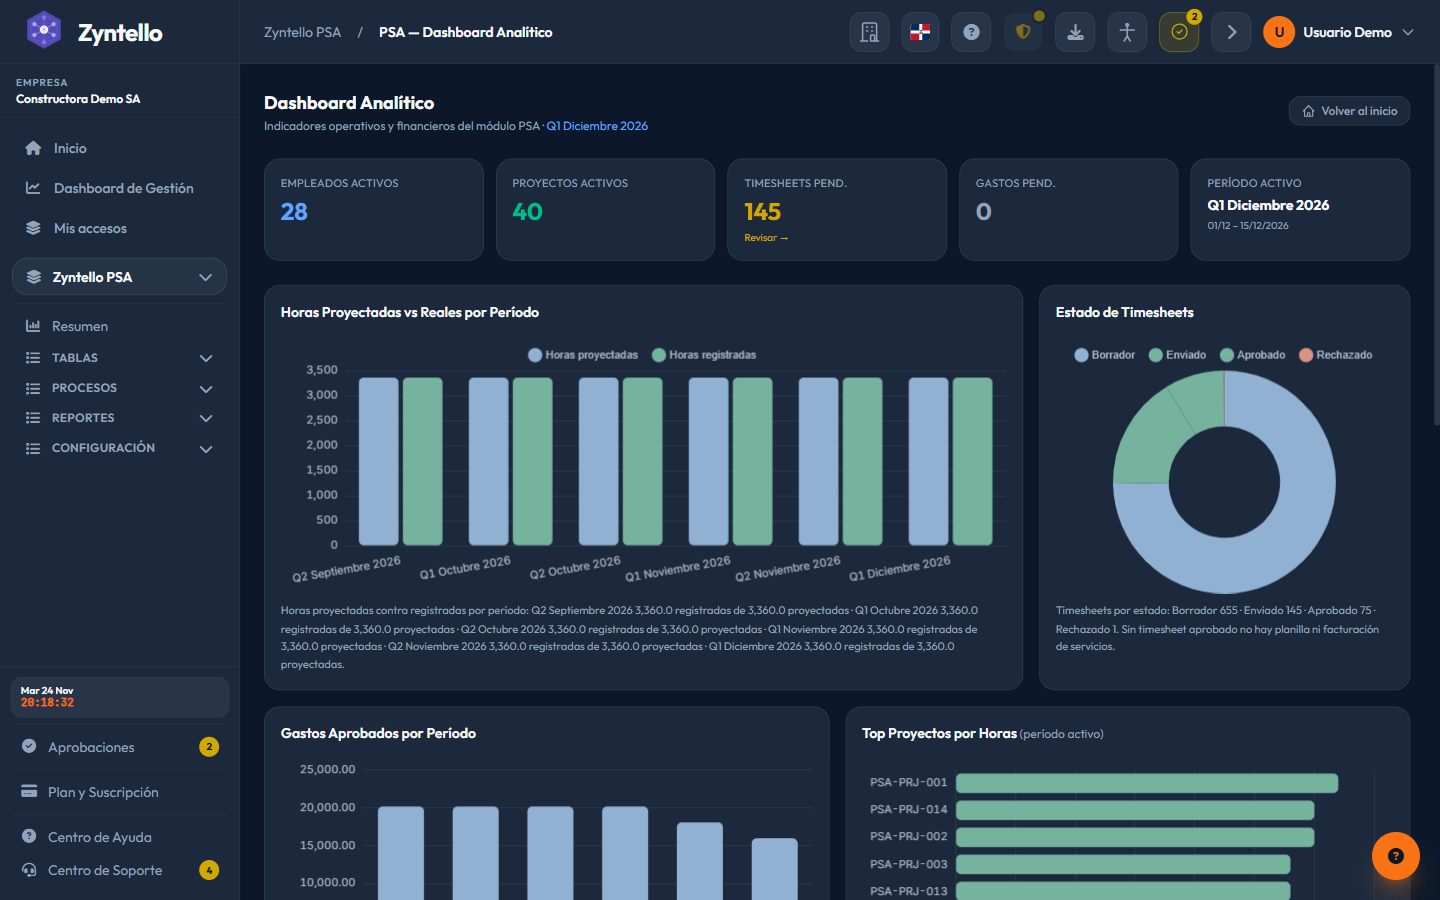 Zyntello
Zyntello PSA / PSA — Dashboard Analítico
2
U
Usuario Demo
EMPRESA
Constructora Demo SA
Inicio
Dashboard de Gestión
Mis accesos
Zyntello PSA
Resumen
TABLAS
PROCESOS
REPORTES
CONFIGURACIÓN
Mar 24 Nov
20:18:32
Aprobaciones 2
Plan y Suscripción
Centro de Ayuda
Centro de Soporte 4
Dashboard Analítico
Indicadores operativos y financieros del módulo PSA · Q1 Diciembre 2026
Volver al inicio
EMPLEADOS ACTIVOS
28
PROYECTOS ACTIVOS
40
TIMESHEETS PEND.
145
Revisar →
GASTOS PEND.
0
PERÍODO ACTIVO
Q1 Diciembre 2026
01/12 – 15/12/2026
Horas Proyectadas vs Reales por Período
Horas proyectadas Horas registradas
3,500
3,000
2,500
2,000
1,500
1,000
500
0
Q2 Septiembre 2026
Q1 Octubre 2026
Q2 Octubre 2026
Q1 Noviembre 2026
Q2 Noviembre 2026
Q1 Diciembre 2026
Horas proyectadas contra registradas por período: Q2 Septiembre 2026 3,360.0 registradas de 3,360.0 proyectadas · Q1 Octubre 2026 3,360.0
registradas de 3,360.0 proyectadas · Q2 Octubre 2026 3,360.0 registradas de 3,360.0 proyectadas · Q1 Noviembre 2026 3,360.0 registradas de
3,360.0 proyectadas · Q2 Noviembre 2026 3,360.0 registradas de 3,360.0 proyectadas · Q1 Diciembre 2026 3,360.0 registradas de 3,360.0
proyectadas.
Estado de Timesheets
Borrador Enviado Aprobado Rechazado
Timesheets por estado: Borrador 655 · Enviado 145 · Aprobado 75 ·
Rechazado 1. Sin timesheet aprobado no hay planilla ni facturación
de servicios.
Gastos Aprobados por Período
25,000.00
20,000.00
15,000.00
10,000.00
Top Proyectos por Horas (período activo)
PSA-PRJ-001
PSA-PRJ-014
PSA-PRJ-002
PSA-PRJ-003
PSA-PRJ-013